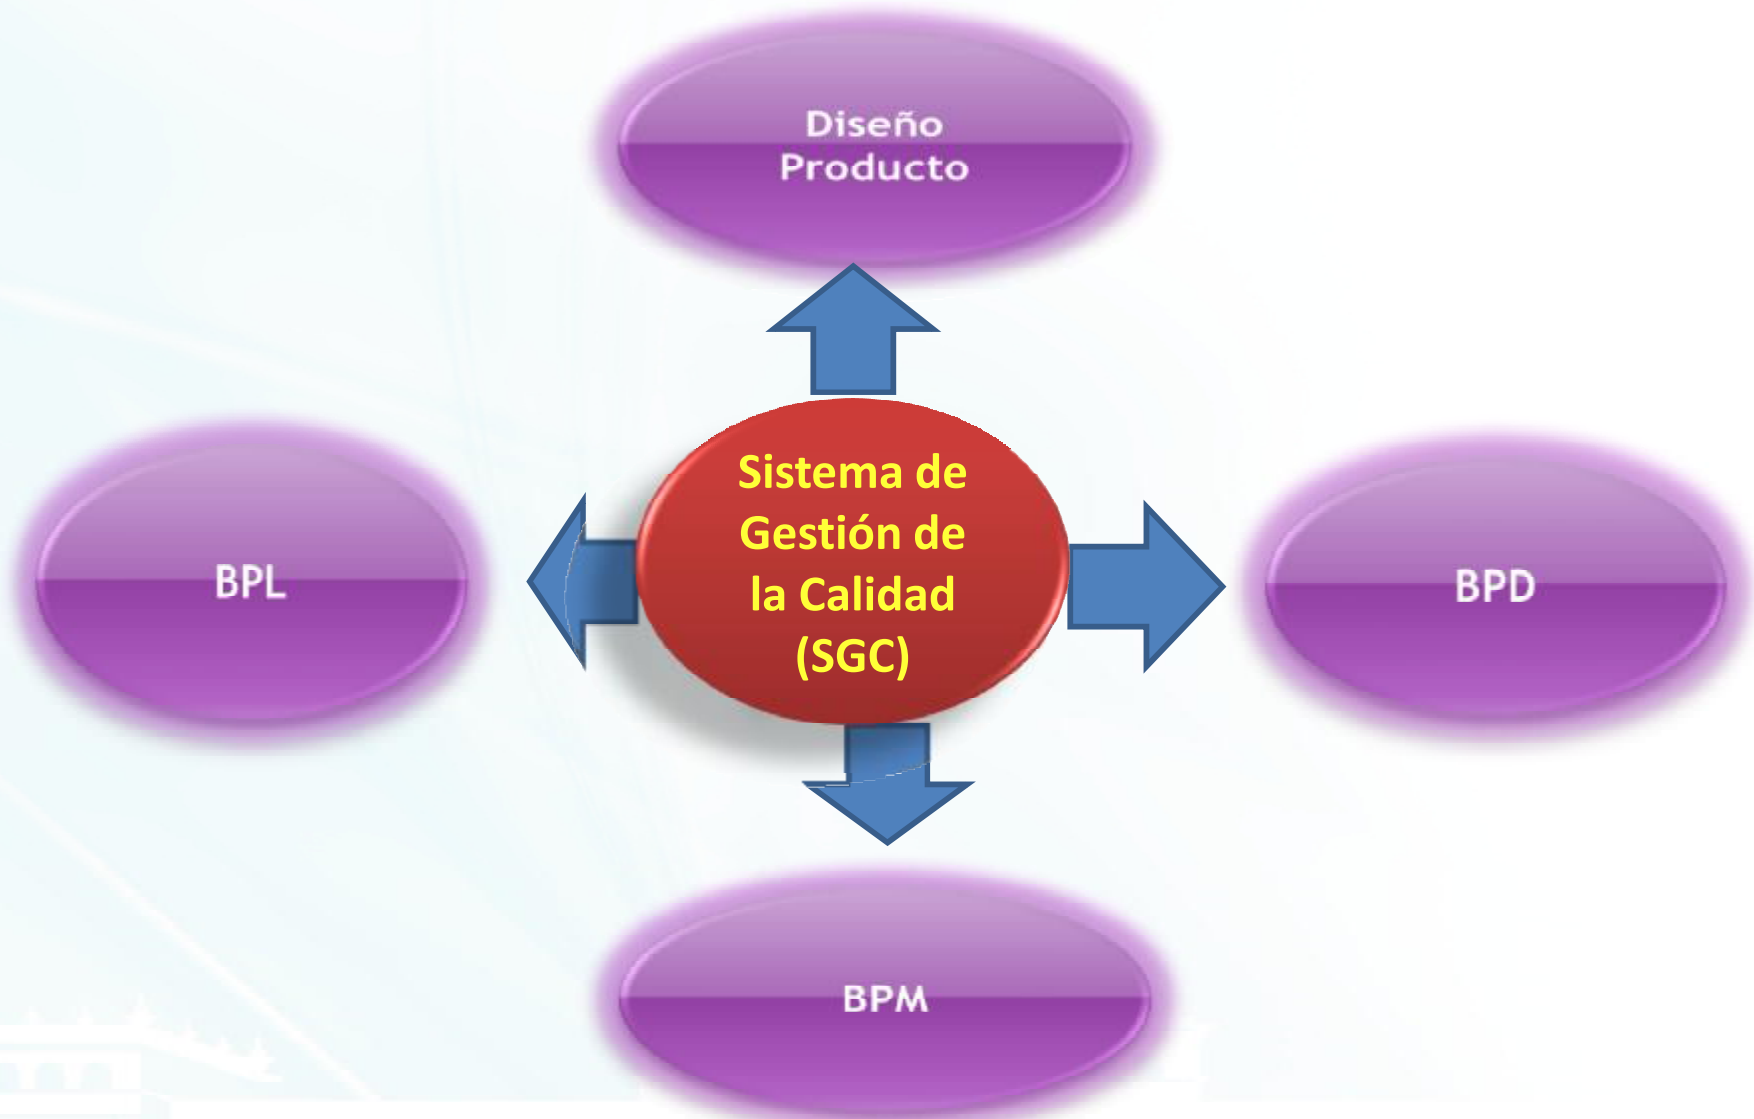 Diseño
Producto
Sistema de
Gestión de
la Calidad
(SGC)
BPL
BPD
BPM